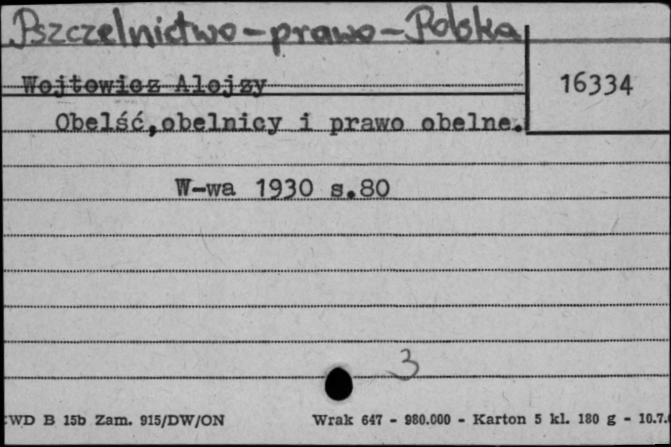 Pszczelnictwo - prawo - Polska
Wojtowicz Alojzy
16334
Obelść,obelnicy i prawo obelne.
W-wa 1930 s.80
3
WD B 15b Zam. 915/DW/ON
Wrak 647 - 980.000 - Karton 5 kl. 180 g - 10.7.